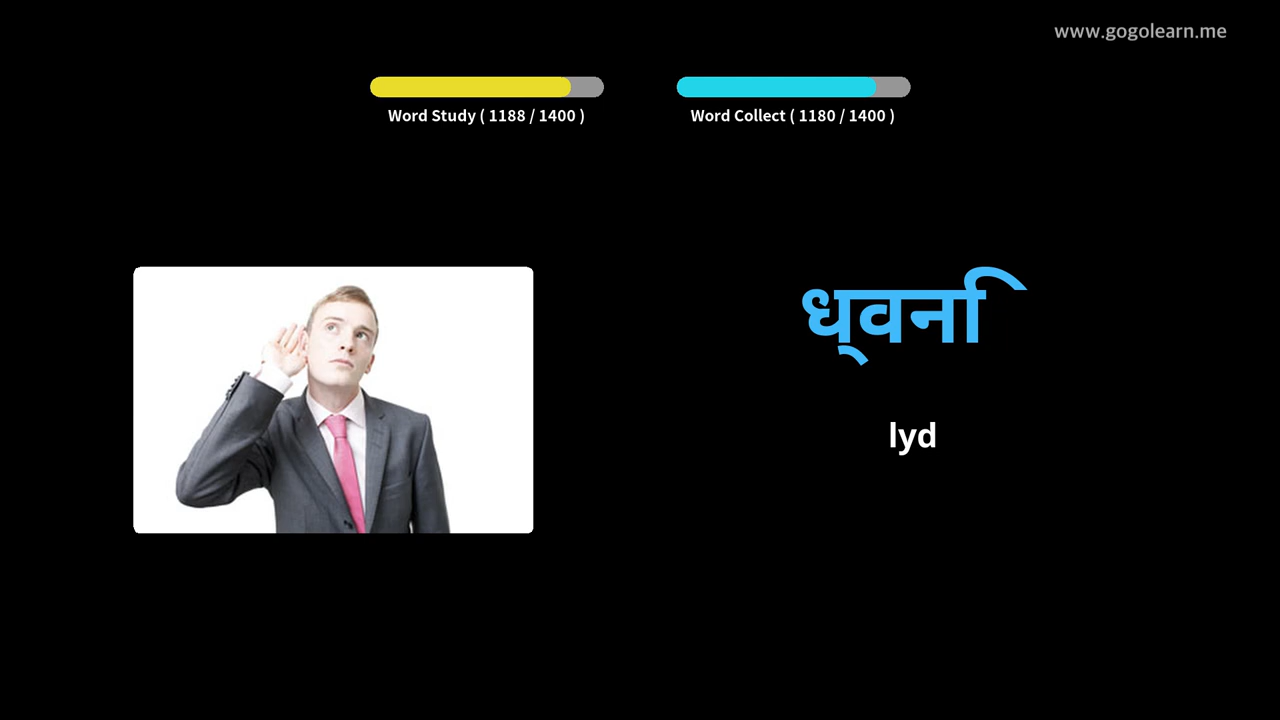 www.gogolearn.me
Word Study ( 1188 / 1400 )
Word Collect ( 1180 / 1400 )
ध्वनि
lyd